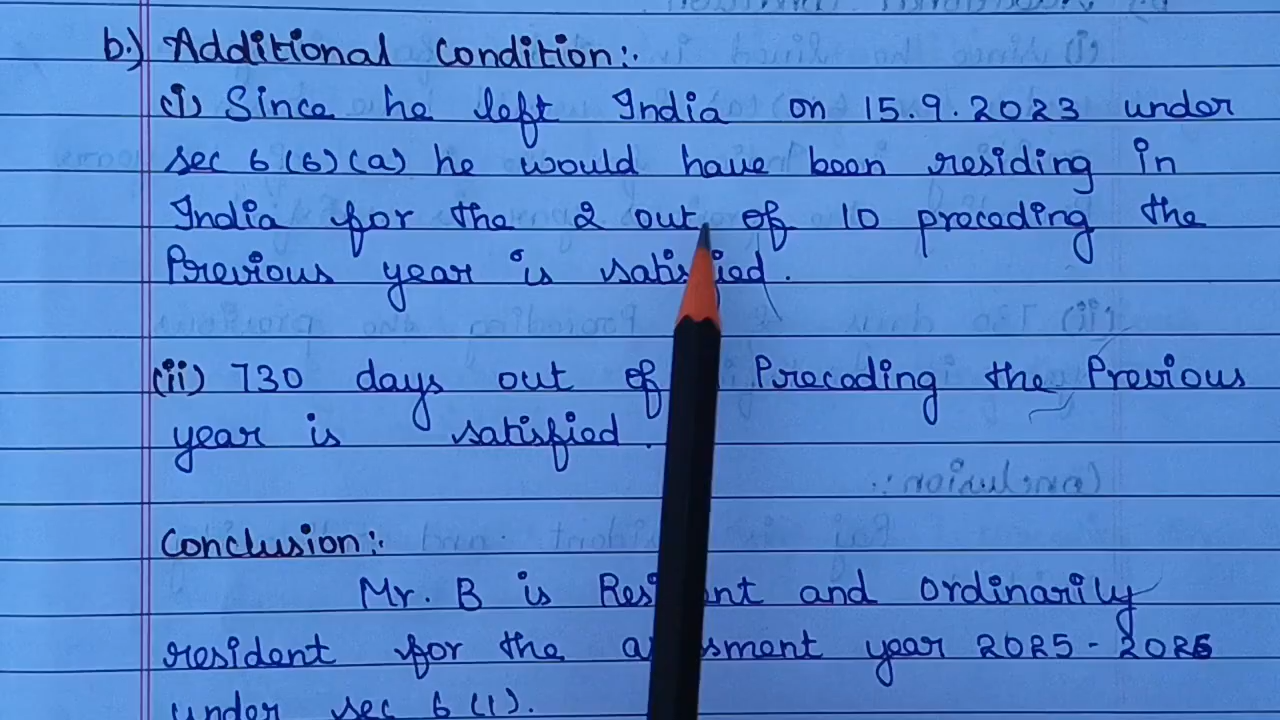 b.) Additional Condition:.
(i) Since he left India on 15.9.2023 under
sec 6(6)(a) he would have been residing in
India for the 2 out of 10 preceding the
Previous year is satisfied.
(ii) 730 days out of Preceding the Previous
year is satisfied.
Conclusion:.
Mr. B is Resident and ordinarily
resident for the year 2025-2026
under sec 6(1).